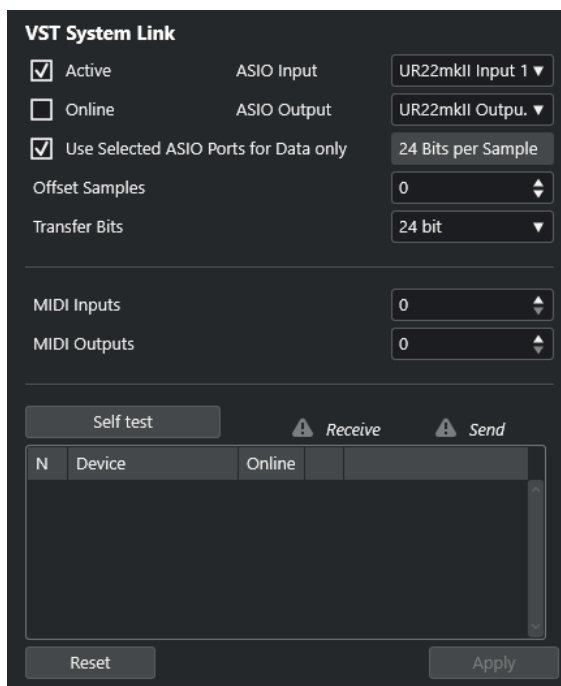 VST System Link
Active ASIO Input UR22mkII Input 1
Online ASIO Output UR22mkII Outpu.
Use Selected ASIO Ports for Data only 24 Bits per Sample
Offset Samples 0
Transfer Bits 24 bit
MIDI Inputs 0
MIDI Outputs 0
Self test Receive Send
N Device Online
Reset Apply